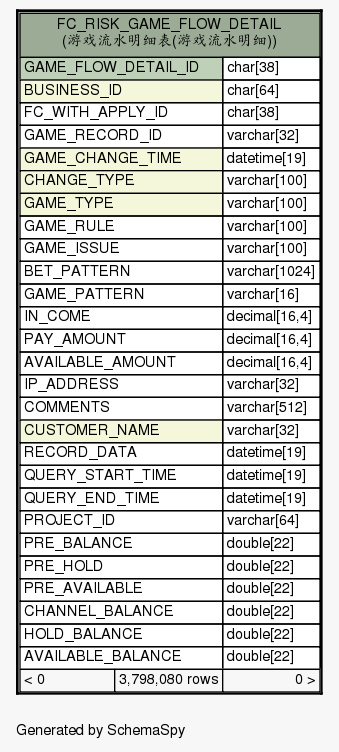 FC_RISK_GAME_FLOW_DETAIL
(游戏流水明细表(游戏流水明细))
GAME_FLOW_DETAIL_ID char[38]
BUSINESS_ID char[64]
FC_WITH_APPLY_ID char[38]
GAME_RECORD_ID varchar[32]
GAME_CHANGE_TIME datetime[19]
CHANGE_TYPE varchar[100]
GAME_TYPE varchar[100]
GAME_RULE varchar[100]
GAME_ISSUE varchar[100]
BET_PATTERN varchar[1024]
GAME_PATTERN varchar[16]
IN_COME decimal[16,4]
PAY_AMOUNT decimal[16,4]
AVAILABLE_AMOUNT decimal[16,4]
IP_ADDRESS varchar[32]
COMMENTS varchar[512]
CUSTOMER_NAME varchar[32]
RECORD_DATA datetime[19]
QUERY_START_TIME datetime[19]
QUERY_END_TIME datetime[19]
PROJECT_ID varchar[64]
PRE_BALANCE double[22]
PRE_HOLD double[22]
PRE_AVAILABLE double[22]
CHANNEL_BALANCE double[22]
HOLD_BALANCE double[22]
AVAILABLE_BALANCE double[22]
< 0 3,798,080 rows 0 >
Generated by SchemaSpy